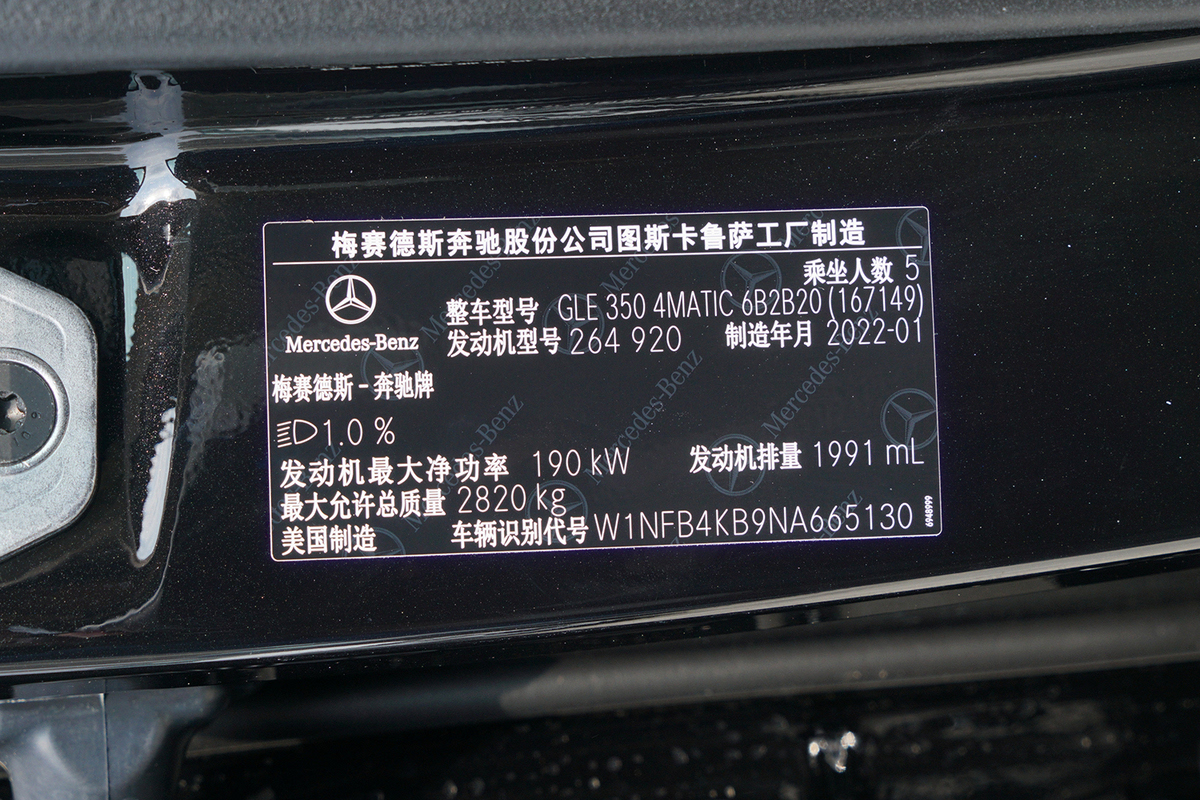 梅赛德斯奔驰股份公司图斯卡鲁萨工厂制造
乘坐人数 5
Mercedes-Benz
整车型号 GLE 350 4MATIC 6B2B20 (167149)
发动机型号 264 920 制造年月 2022-01
梅赛德斯-奔驰牌
1.0 %
发动机最大净功率 190 kW 发动机排量 1991 mL
最大允许总质量 2820 kg
美国制造 车辆识别代号 W1NFB4KB9NA665130
6948999